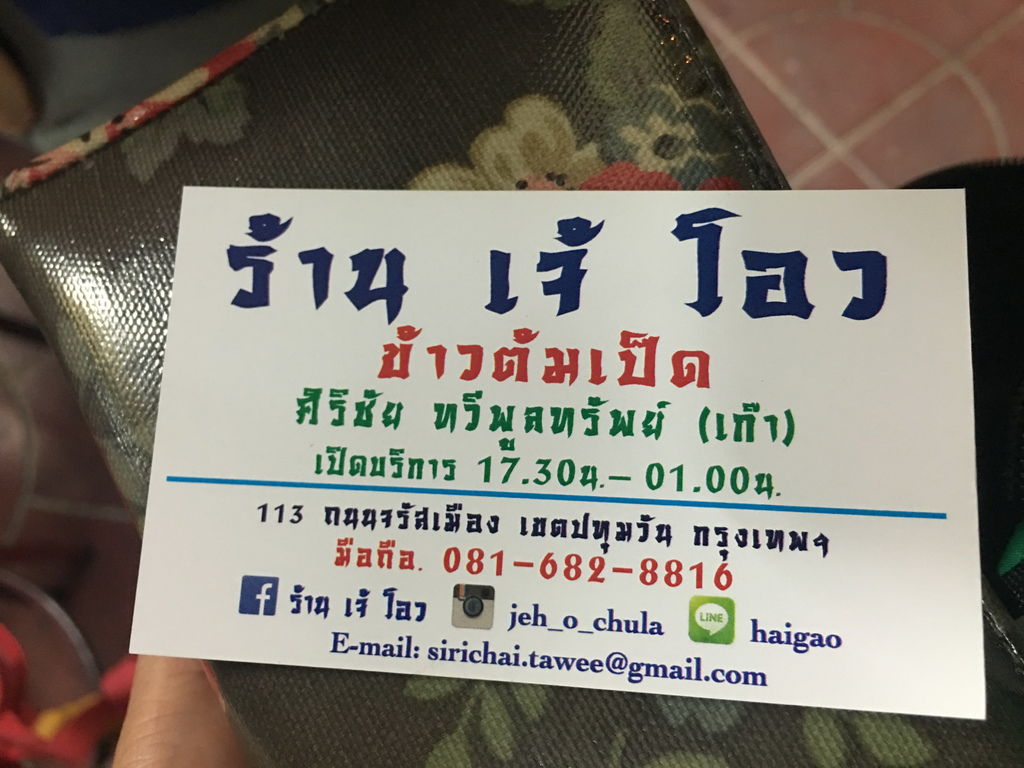 ร้าน เจ้ โอว
ข้าวต้มเป็ด
ศิริชัย ทวีพูลทรัพย์ (เก๊า)
เปิดบริการ 17.30น.- 01.00น.
113 ถนนจรัสเมือง เขตปทุมวัน กรุงเทพฯ
มือถือ. 081-682-8816
f ร้าน เจ้ โอว jeh_o_chula LINE haigao
E-mail: sirichai.tawee@gmail.com